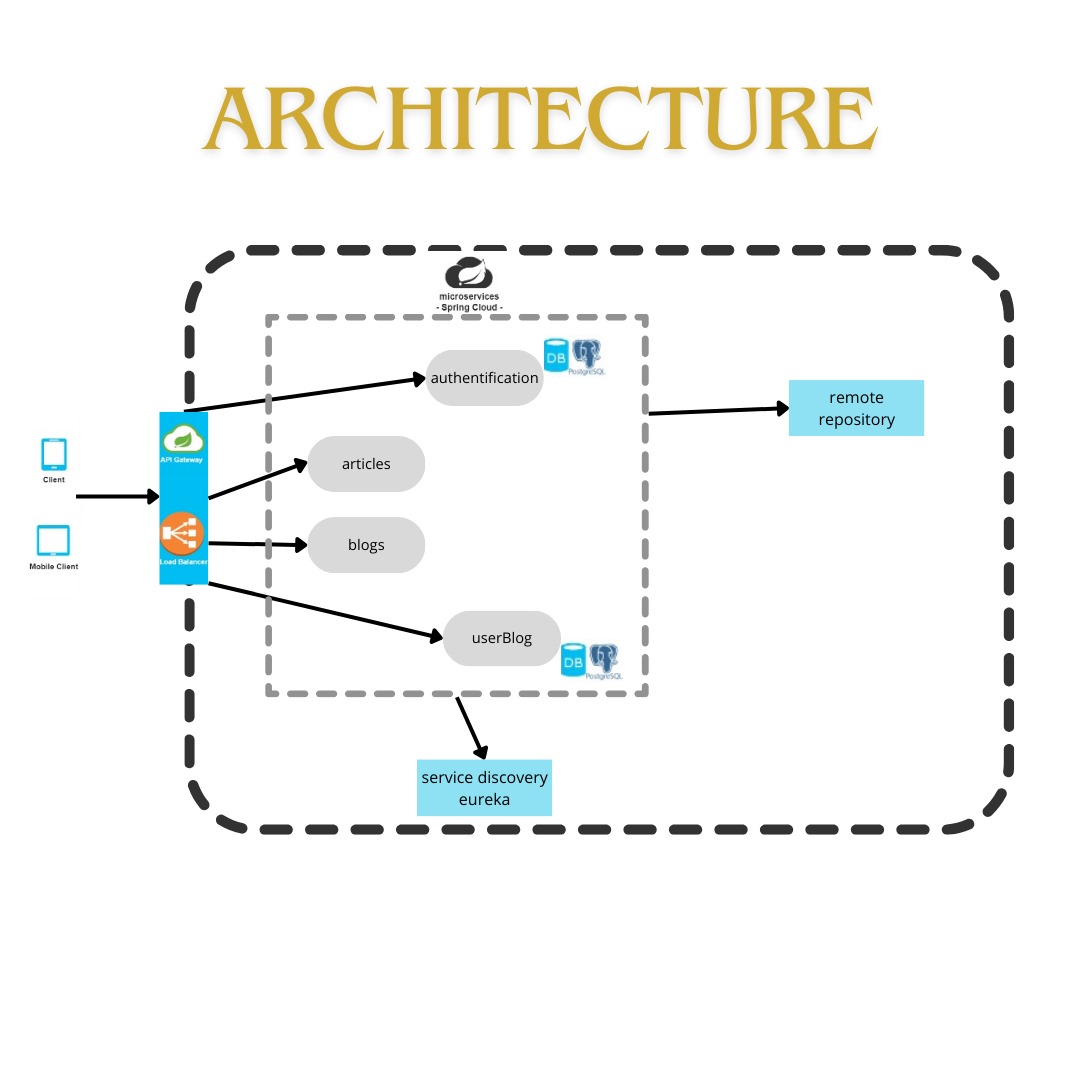 ARCHITECTURE
microservices
- Spring Cloud -
DB
PostgreSQL
authentification
remote
repository
API Gateway
Client
articles
Load Balancer
Mobile Client
blogs
userBlog
DB
PostgreSQL
service discovery
eureka